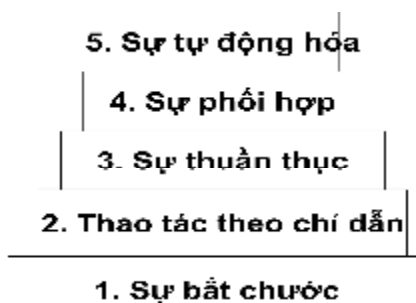 5. Sự tự động hóa
4. Sự phối hợp
3. Sự thuần thục
2. Thao tác theo chí dẫn
1. Sự bắt chước